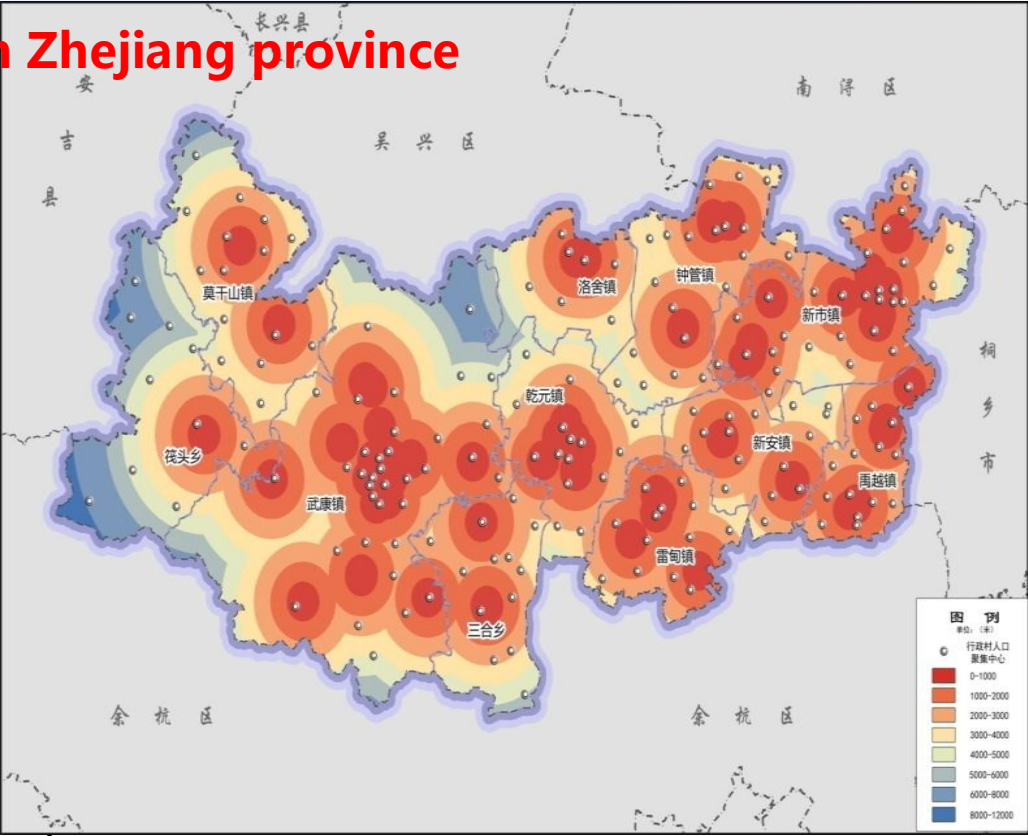 长兴县
n Zhejiang province
安吉县
南浔区
吴兴区
莫干山镇
洛舍镇
钟管镇
新市镇
桐乡市
乾元镇
新安镇
筏头乡
禹越镇
武康镇
雷甸镇
三合乡
余杭区
余杭区
图 例
单位：（米）
行政村人口
聚集中心
0-1000
1000-2000
2000-3000
3000-4000
4000-5000
5000-6000
6000-8000
8000-12000